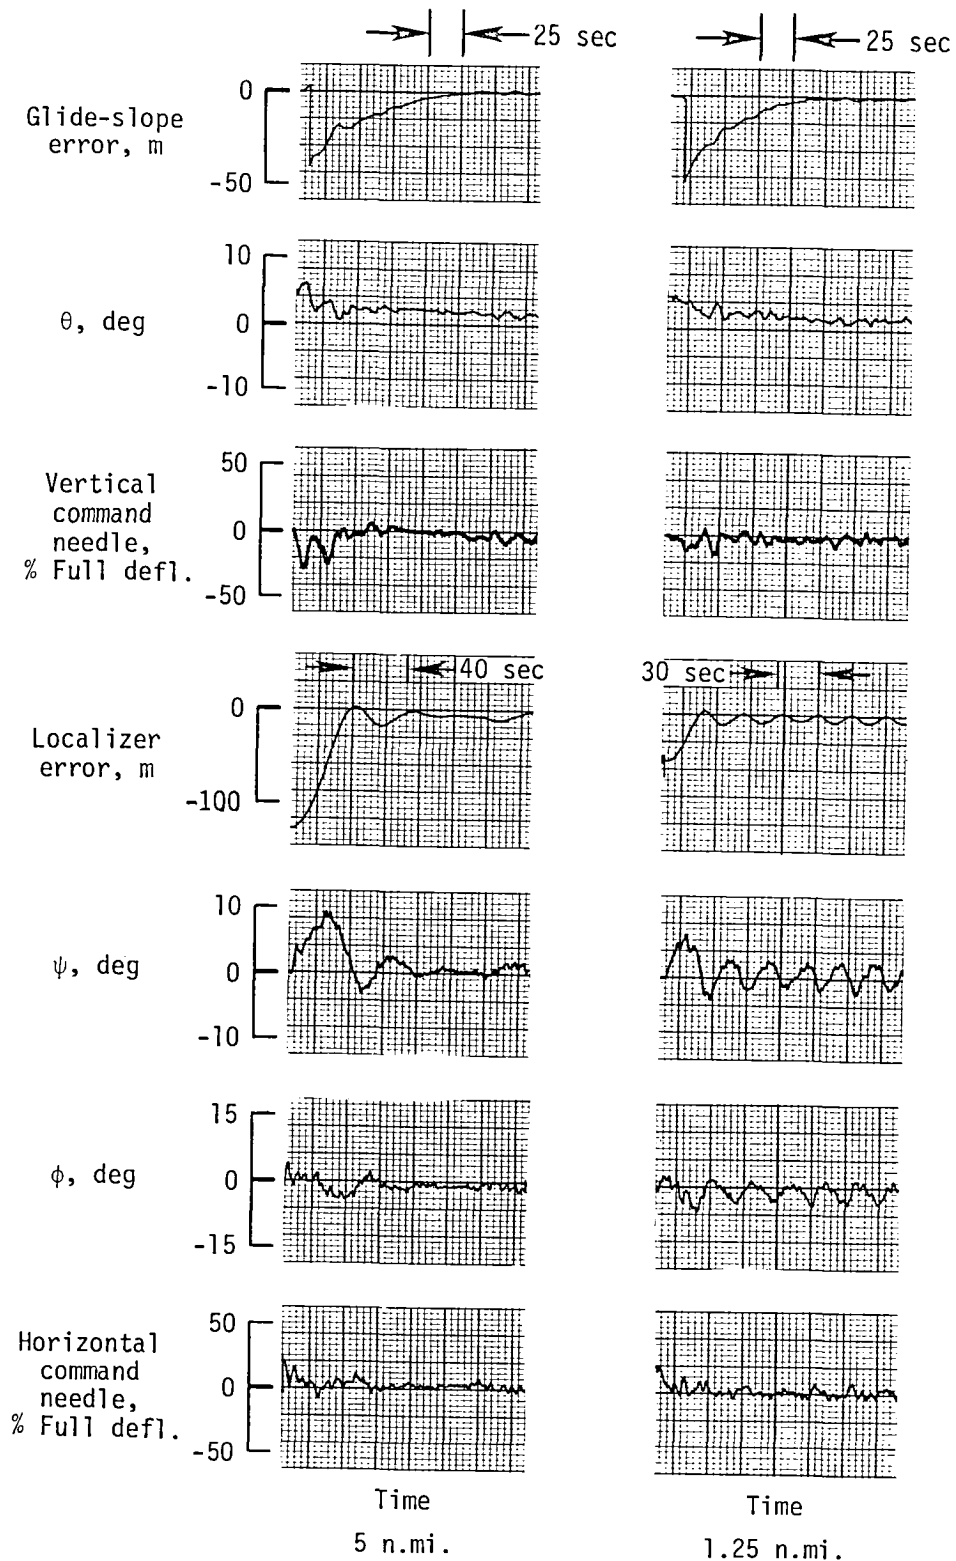 25 sec
25 sec
0
Glide-slope
error, m
-50
10
θ, deg
0
-10
50
Vertical
command
needle,
% Full defl.
0
-50
40 sec
30 sec
0
Localizer
error, m
-100
10
ψ, deg
0
-10
15
ϕ, deg
0
-15
50
Horizontal
command
needle,
% Full defl.
0
-50
Time
5 n.mi.
Time
1.25 n.mi.